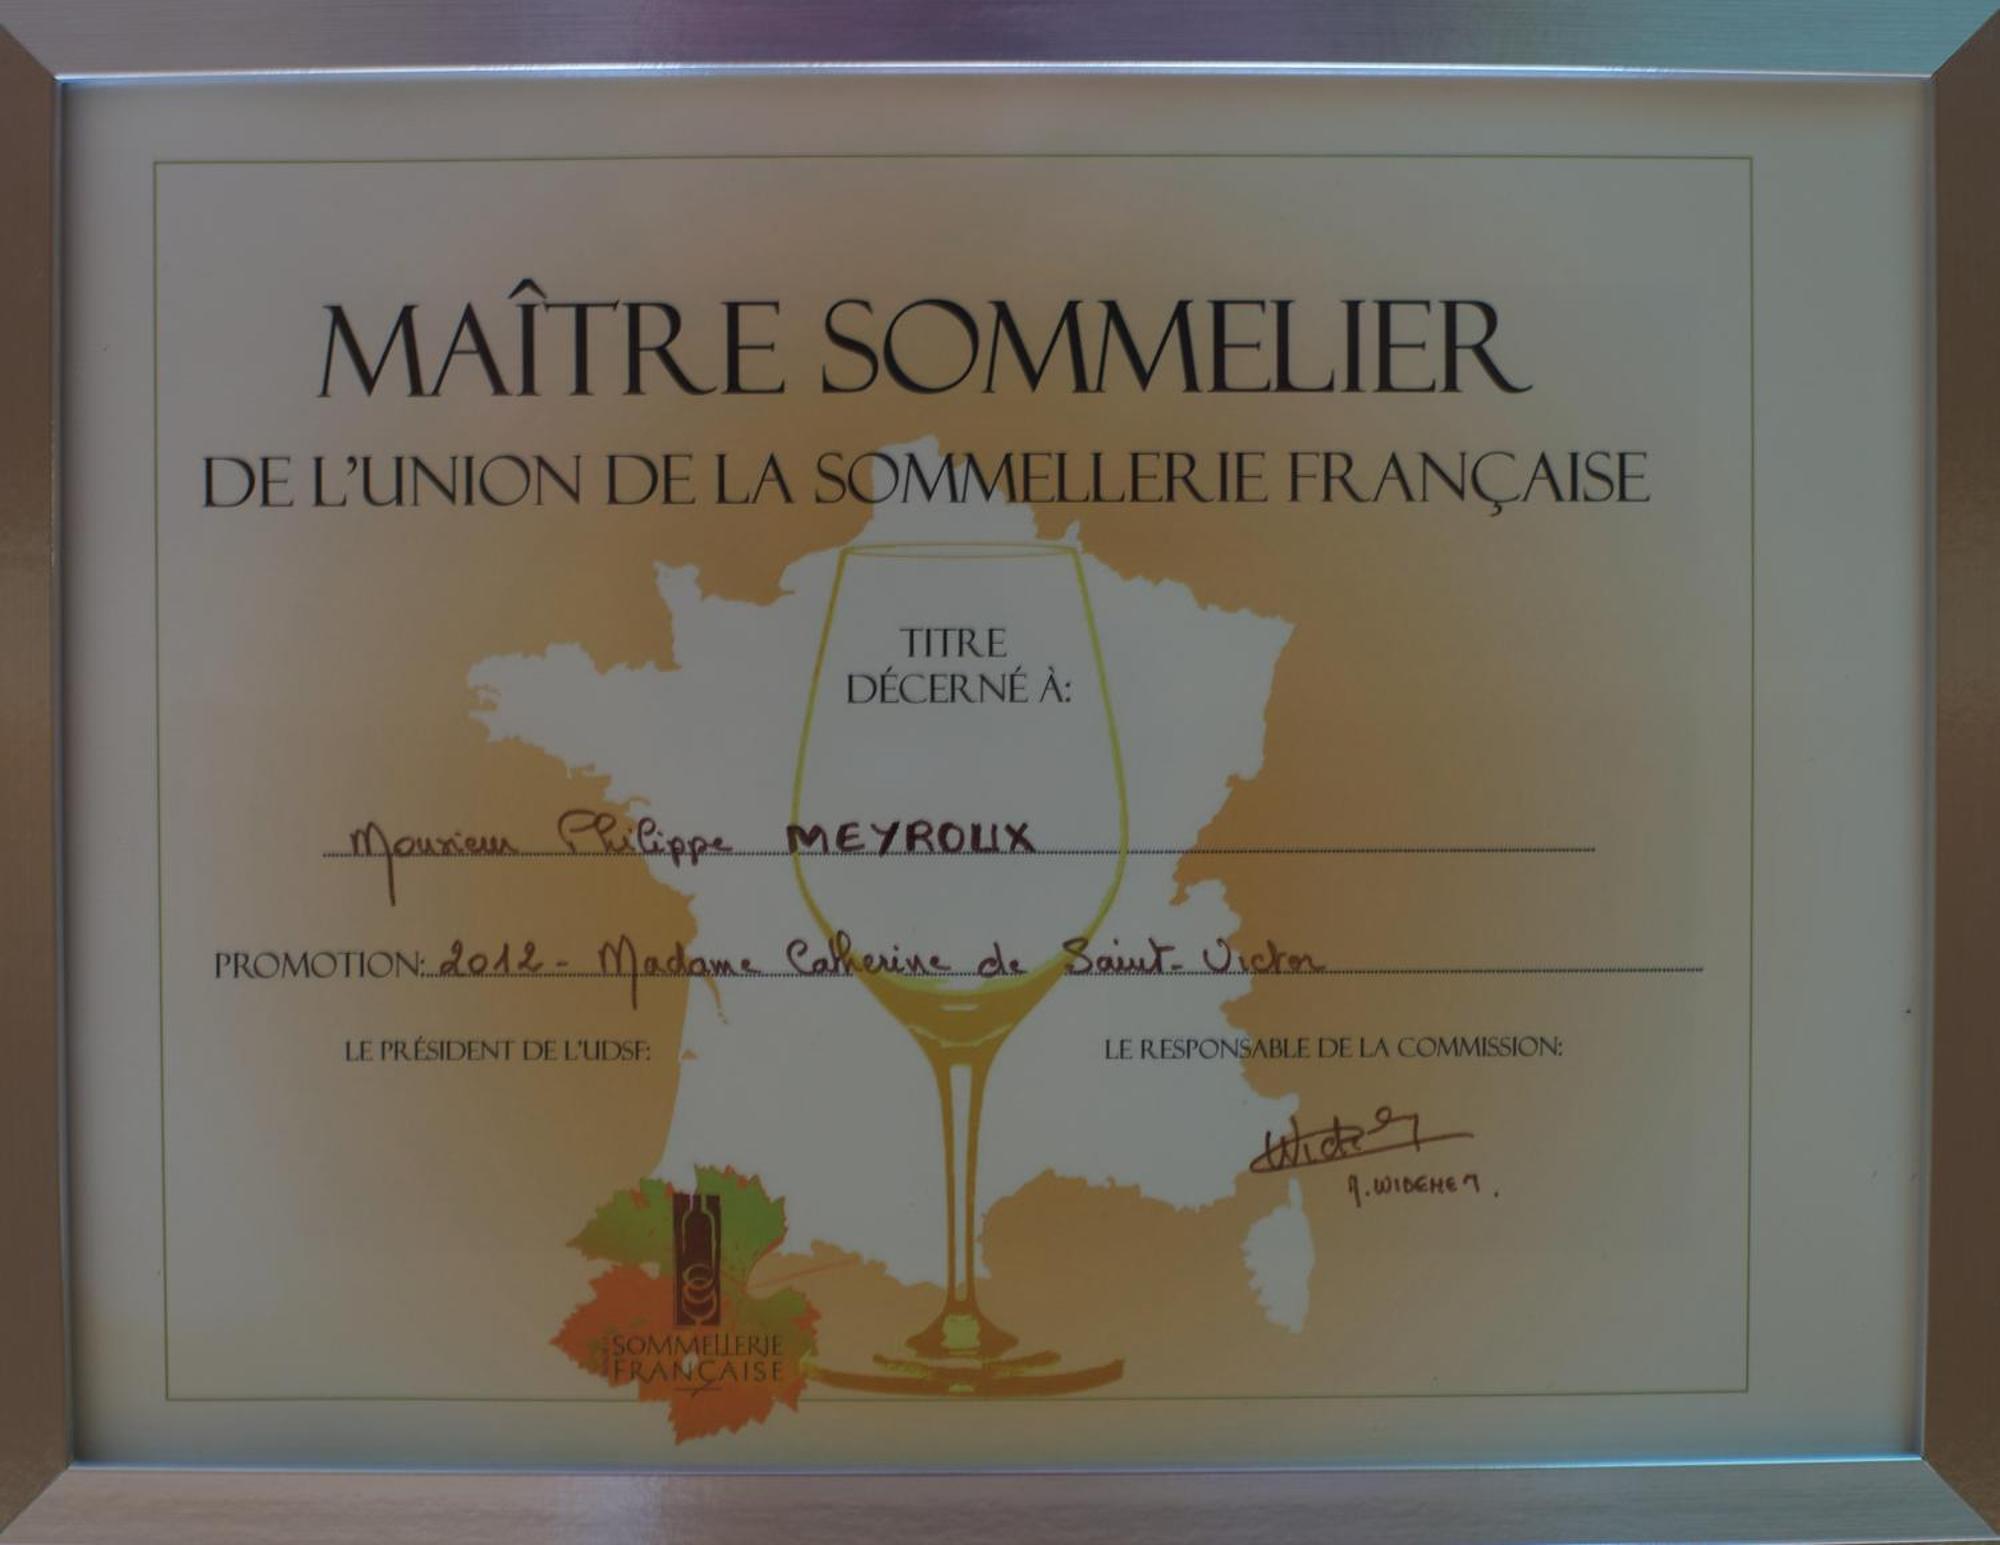 MAÎTRE SOMMELIER
DE L'UNION DE LA SOMMELLERIE FRANÇAISE
TITRE
DÉCERNÉ À:
Monsieur Philippe MEYROUX
PROMOTION: 2012 - Madame Catherine de Saint-Victor
LE PRÉSIDENT DE L'UDSF: LE RESPONSABLE DE LA COMMISSION:
A. WIDEHET.
SOMMELLERIE
FRANÇAISE